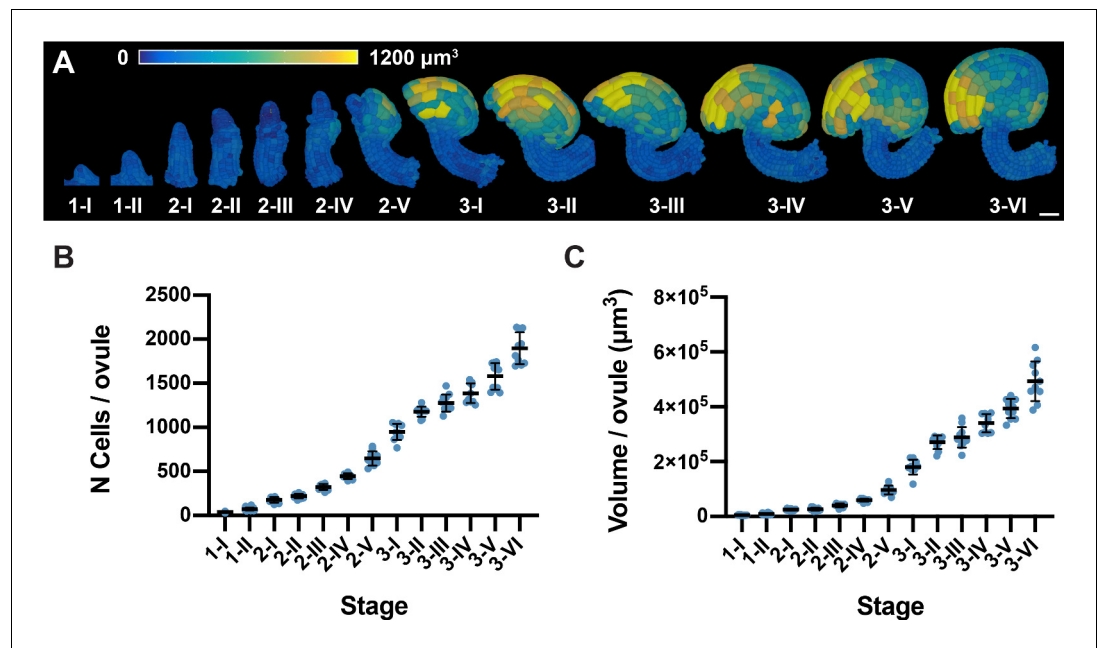 A 0 1200 μm³
1-I 1-II 2-I 2-II 2-III 2-IV 2-V 3-I 3-II 3-III 3-IV 3-V 3-VI
B
N Cells / ovule
2500
2000
1500
1000
500
0
1-I 1-II 2-I 2-II 2-III 2-IV 2-V 3-I 3-II 3-III 3-IV 3-V 3-VI
Stage
C
Volume / ovule (μm³)
8×10⁵
6×10⁵
4×10⁵
2×10⁵
0
1-I 1-II 2-I 2-II 2-III 2-IV 2-V 3-I 3-II 3-III 3-IV 3-V 3-VI
Stage